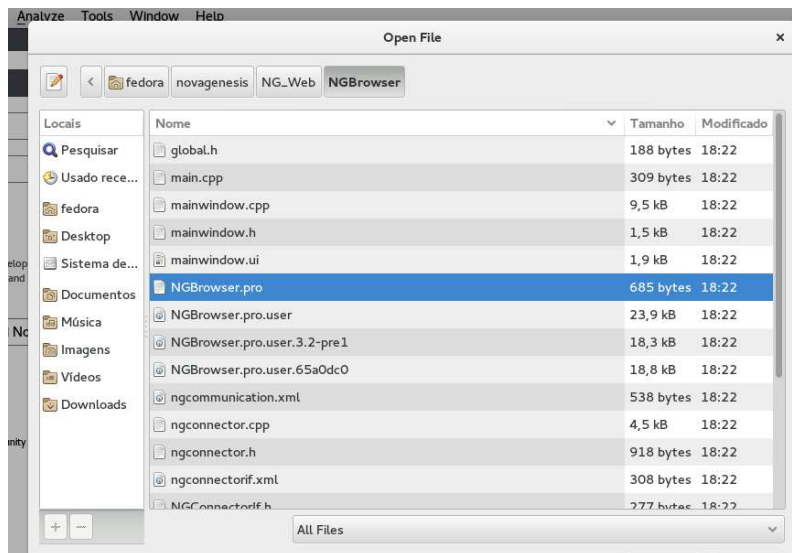 Analyze Tools Window Help
Open File ×
fedora novagenesis NG_Web NGBrowser
Locais
Pesquisar
Usado rece...
fedora
Desktop
Sistema de...
Documentos
Música
Imagens
Vídeos
Downloads
Nome Tamanho Modificado
global.h 188 bytes 18:22
main.cpp 309 bytes 18:22
mainwindow.cpp 9,5 kB 18:22
mainwindow.h 1,5 kB 18:22
mainwindow.ui 1,9 kB 18:22
NGBrowser.pro 685 bytes 18:22
NGBrowser.pro.user 23,9 kB 18:22
NGBrowser.pro.user.3.2-pre1 18,3 kB 18:22
NGBrowser.pro.user.65a0dc0 18,8 kB 18:22
ngcommunication.xml 538 bytes 18:22
ngconnector.cpp 4,5 kB 18:22
ngconnector.h 918 bytes 18:22
ngconnectorif.xml 308 bytes 18:22
NGConnectorIf.h 277 bytes 18:22
All Files
and